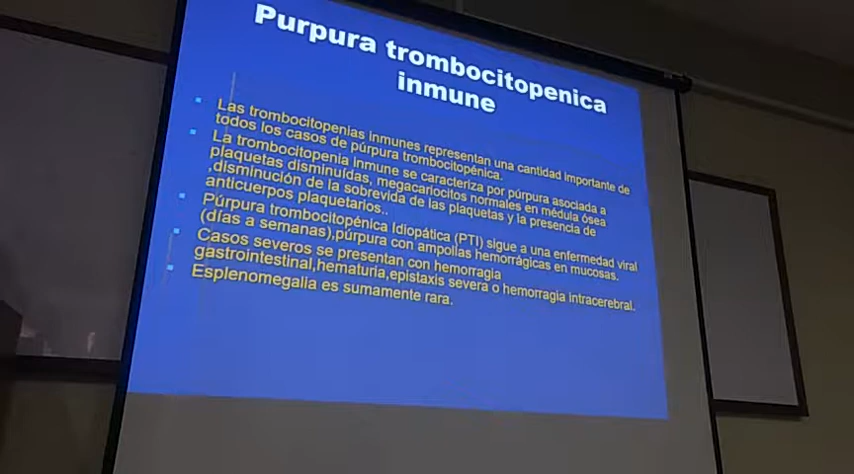 Purpura trombocitopenica
inmune
Las trombocitopenias inmunes representan una cantidad importante de
todos los casos de púrpura trombocitopénica.
La trombocitopenia inmune se caracteriza por púrpura asociada a
plaquetas disminuídas, megacariocitos normales en médula ósea
,disminución de la sobrevida de las plaquetas y la presencia de
anticuerpos plaquetarios..
Púrpura trombocitopénica Idiopática (PTI) sigue a una enfermedad viral
(días a semanas),púrpura con ampollas hemorrágicas en mucosas.
Casos severos se presentan con hemorragia
gastrointestinal,hematuria,epistaxis severa o hemorragia intracerebral.
Esplenomegalia es sumamente rara.